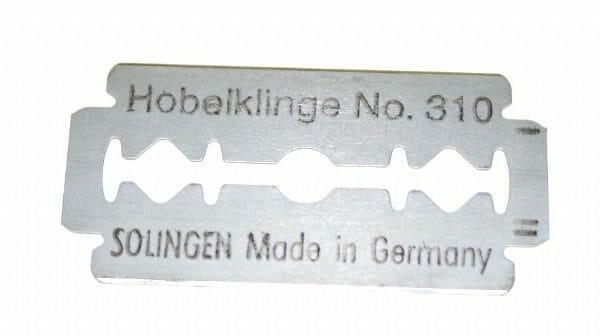 Hobelklinge No. 310
SOLINGEN Made in Germany